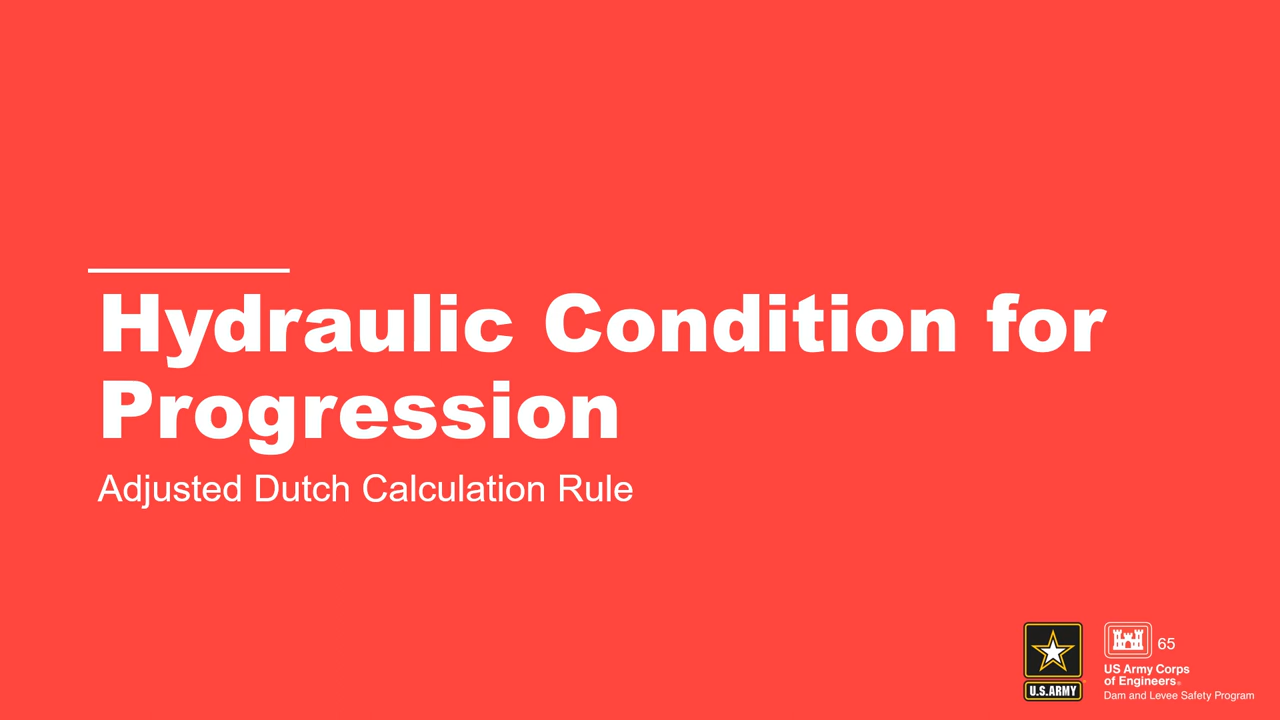 Hydraulic Condition for
Progression
Adjusted Dutch Calculation Rule
65
U.S.ARMY
US Army Corps
of Engineers®
Dam and Levee Safety Program